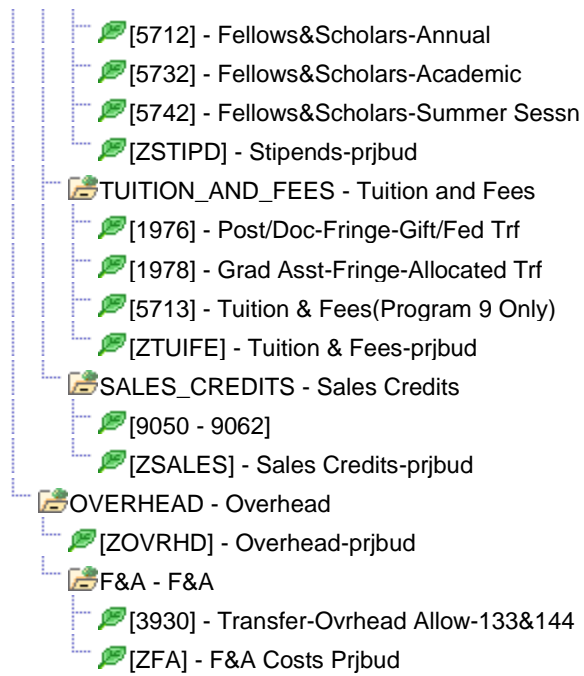 [5712] - Fellows&Scholars-Annual
[5732] - Fellows&Scholars-Academic
[5742] - Fellows&Scholars-Summer Sessn
[ZSTIPD] - Stipends-prjbud
TUITION_AND_FEES - Tuition and Fees
[1976] - Post/Doc-Fringe-Gift/Fed Trf
[1978] - Grad Asst-Fringe-Allocated Trf
[5713] - Tuition & Fees(Program 9 Only)
[ZTUIFE] - Tuition & Fees-prjbud
SALES_CREDITS - Sales Credits
[9050 - 9062]
[ZSALES] - Sales Credits-prjbud
OVERHEAD - Overhead
[ZOVRHD] - Overhead-prjbud
F&A - F&A
[3930] - Transfer-Ovrhead Allow-133&144
[ZFA] - F&A Costs Prjbud